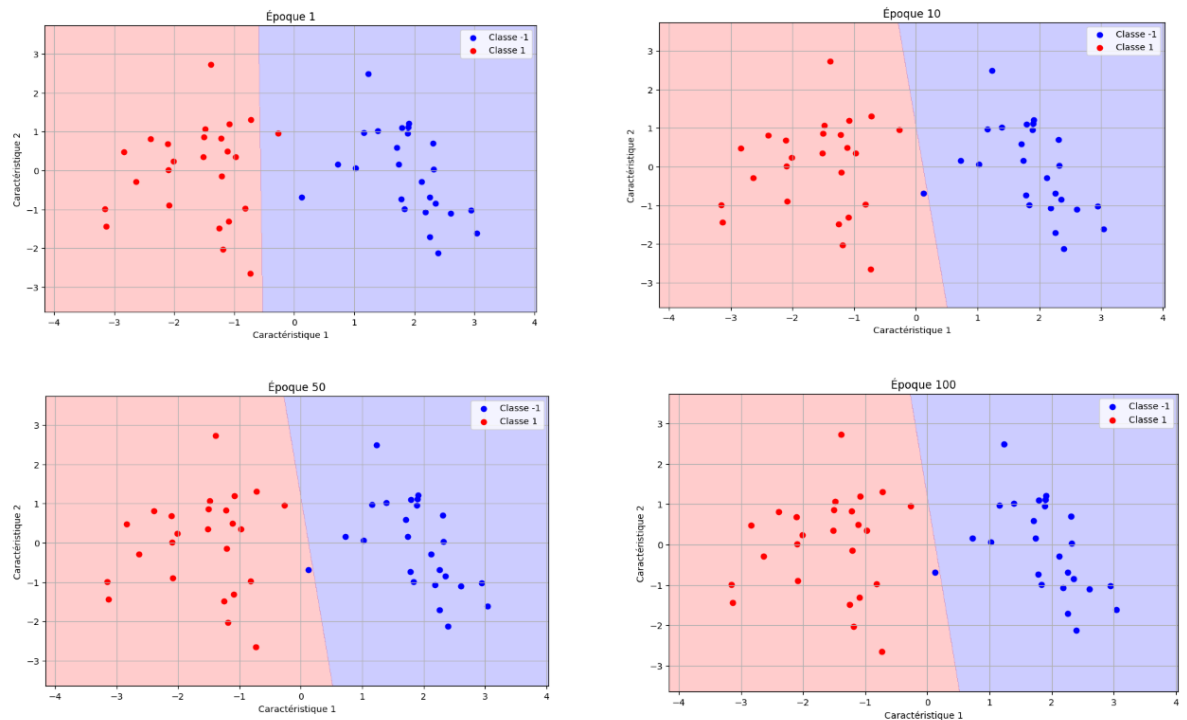 Époque 1
Classe -1
Classe 1
3
2
1
0
−1
−2
−3
Caractéristique 2
−4 −3 −2 −1 0 1 2 3 4
Caractéristique 1
Époque 10
Classe -1
Classe 1
3
2
1
0
−1
−2
−3
Caractéristique 2
−4 −3 −2 −1 0 1 2 3 4
Caractéristique 1
Époque 50
Classe -1
Classe 1
3
2
1
0
−1
−2
−3
Caractéristique 2
−4 −3 −2 −1 0 1 2 3 4
Caractéristique 1
Époque 100
Classe -1
Classe 1
3
2
1
0
−1
−2
−3
Caractéristique 2
−4 −3 −2 −1 0 1 2 3 4
Caractéristique 1